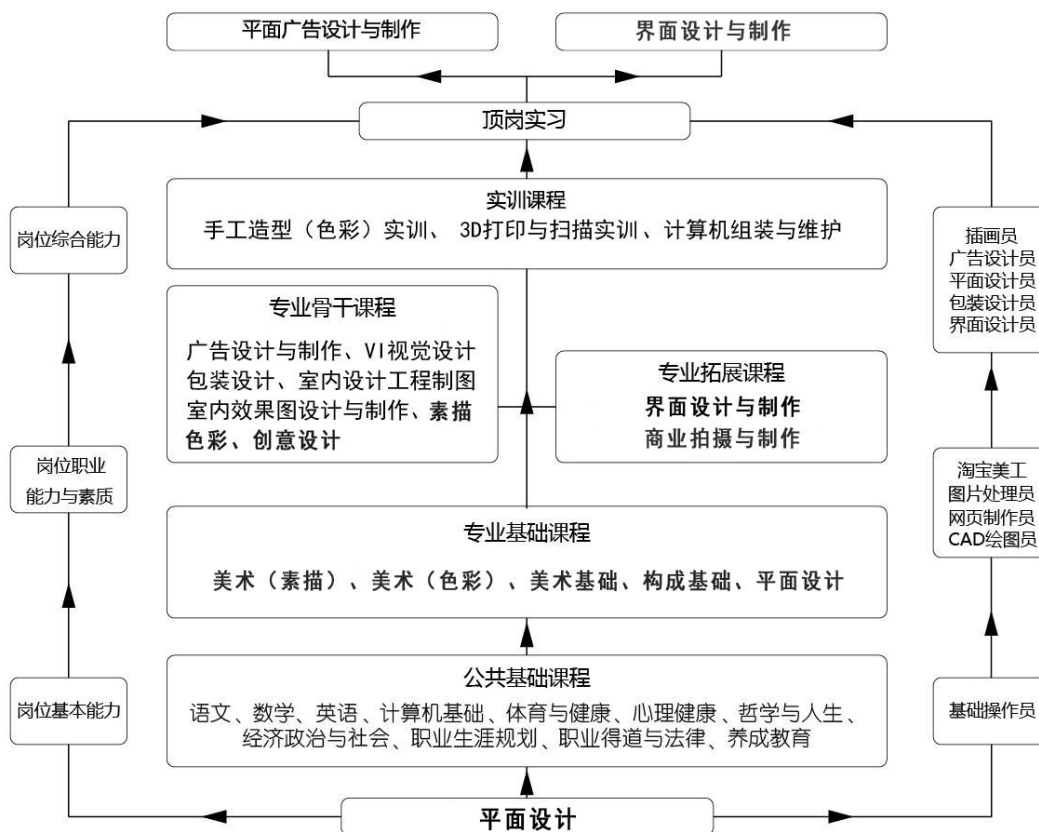 平面广告设计与制作
界面设计与制作
顶岗实习
实训课程
手工造型（色彩）实训、 3D打印与扫描实训、计算机组装与维护
岗位综合能力
插画员
广告设计员
平面设计员
包装设计员
界面设计员
专业骨干课程
广告设计与制作、VI视觉设计
包装设计、室内设计工程制图
室内效果图设计与制作、素描
色彩、创意设计
专业拓展课程
界面设计与制作
商业拍摄与制作
岗位职业
能力与素质
淘宝美工
图片处理员
网页制作员
CAD绘图员
专业基础课程
美术（素描）、美术（色彩）、美术基础、构成基础、平面设计
公共基础课程
语文、数学、英语、计算机基础、体育与健康、心理健康、哲学与人生、
经济政治与社会、职业生涯规划、职业得道与法律、养成教育
岗位基本能力
基础操作员
平面设计